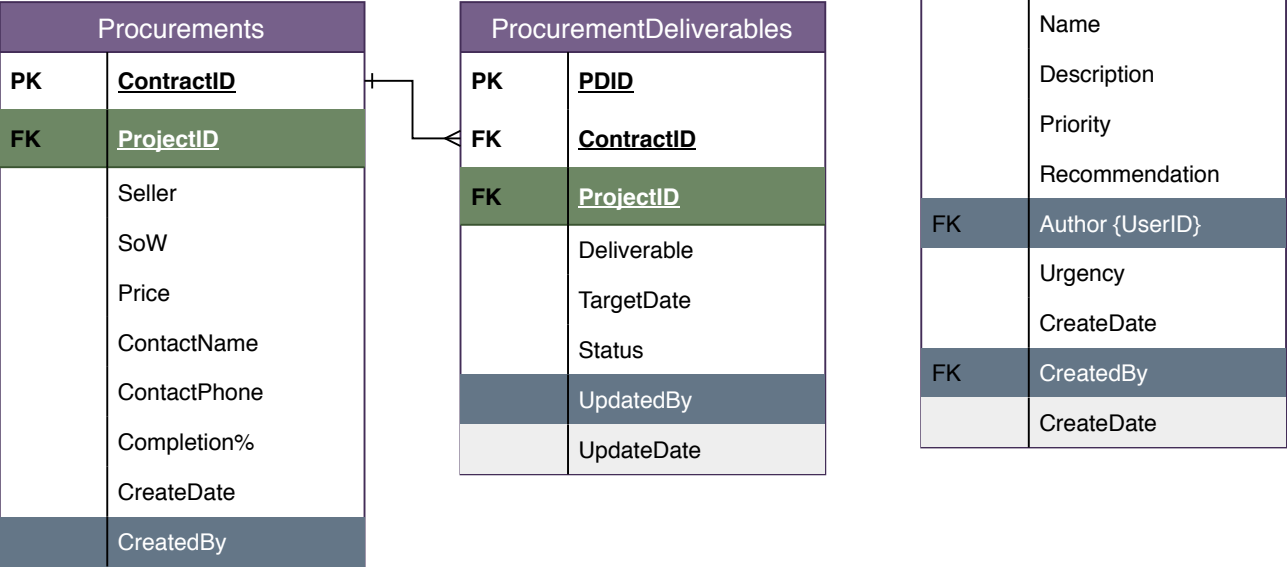 Procurements
PK ContractID
FK ProjectID
Seller
SoW
Price
ContactName
ContactPhone
Completion%
CreateDate
CreatedBy
ProcurementDeliverables
PK PDID
FK ContractID
FK ProjectID
Deliverable
TargetDate
Status
UpdatedBy
UpdateDate
Name
Description
Priority
Recommendation
FK Author {UserID}
Urgency
CreateDate
FK CreatedBy
CreateDate